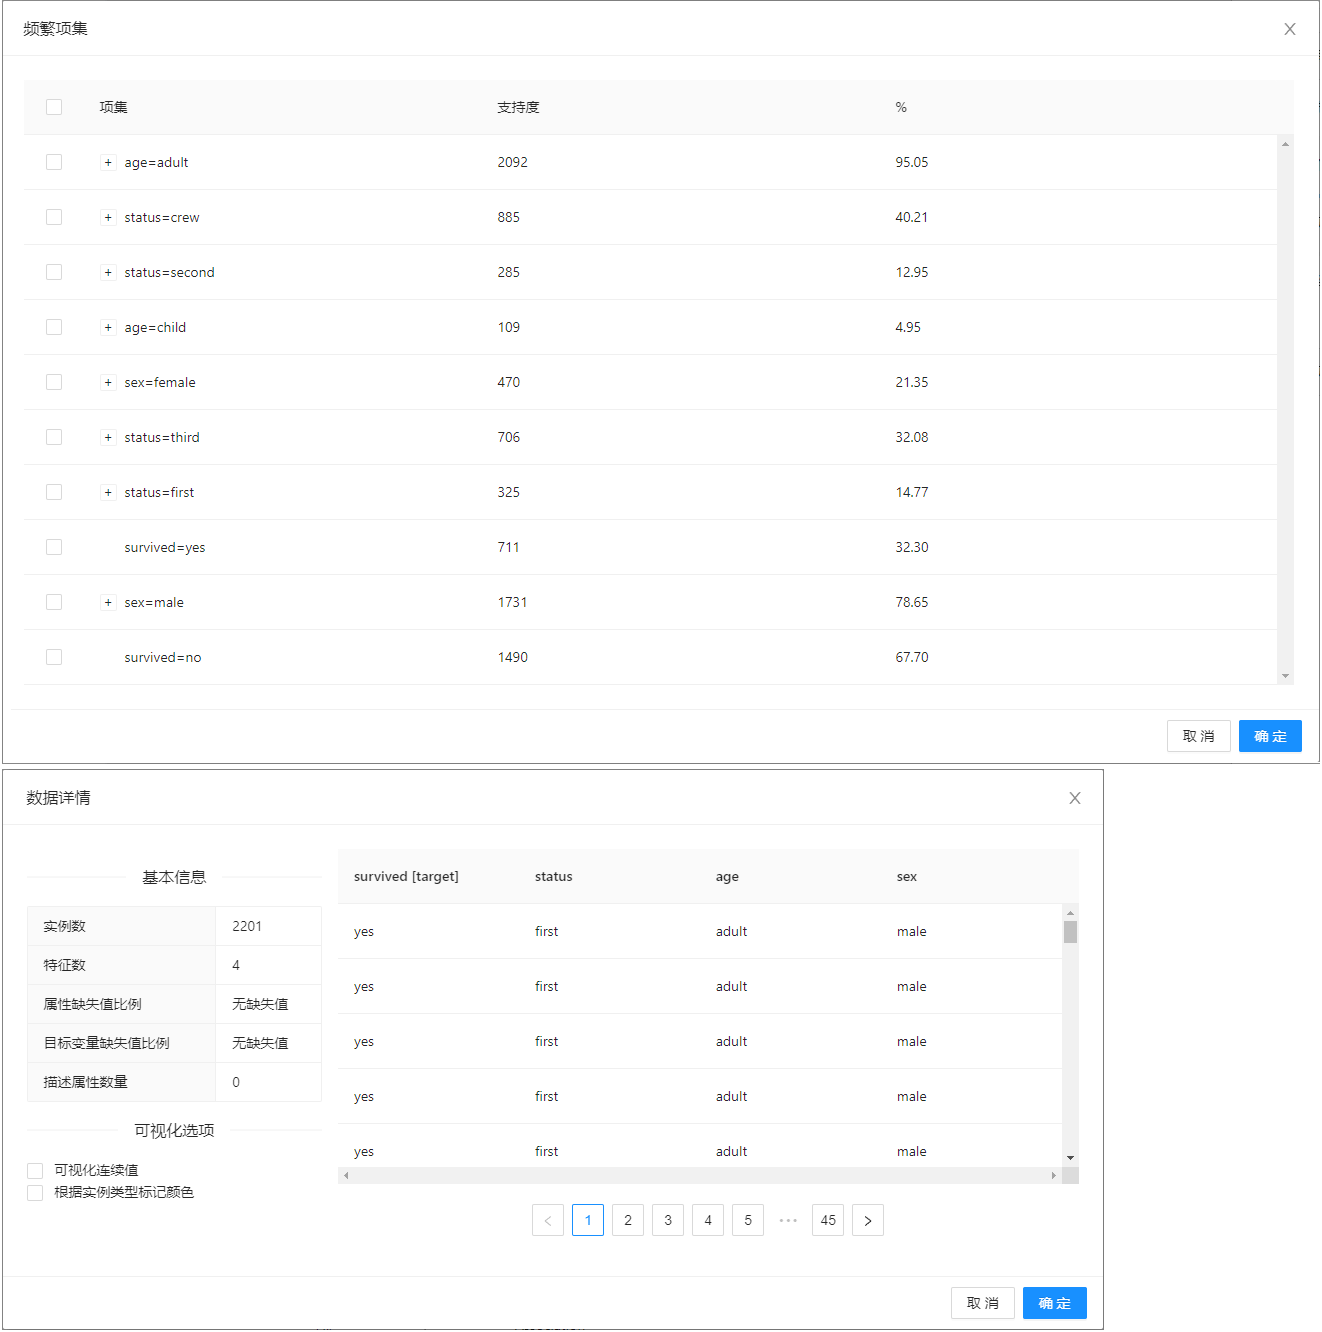 频繁项集
项集 支持度 %
+ age=adult 2092 95.05
+ status=crew 885 40.21
+ status=second 285 12.95
+ age=child 109 4.95
+ sex=female 470 21.35
+ status=third 706 32.08
+ status=first 325 14.77
survived=yes 711 32.30
+ sex=male 1731 78.65
survived=no 1490 67.70
取 消 确 定
数据详情
基本信息
实例数 2201
特征数 4
属性缺失值比例 无缺失值
目标变量缺失值比例 无缺失值
描述属性数量 0
可视化选项
可视化连续值
根据实例类型标记颜色
survived [target] status age sex
yes first adult male
yes first adult male
yes first adult male
yes first adult male
yes first adult male
< 1 2 3 4 5 ••• 45 >
取 消 确 定